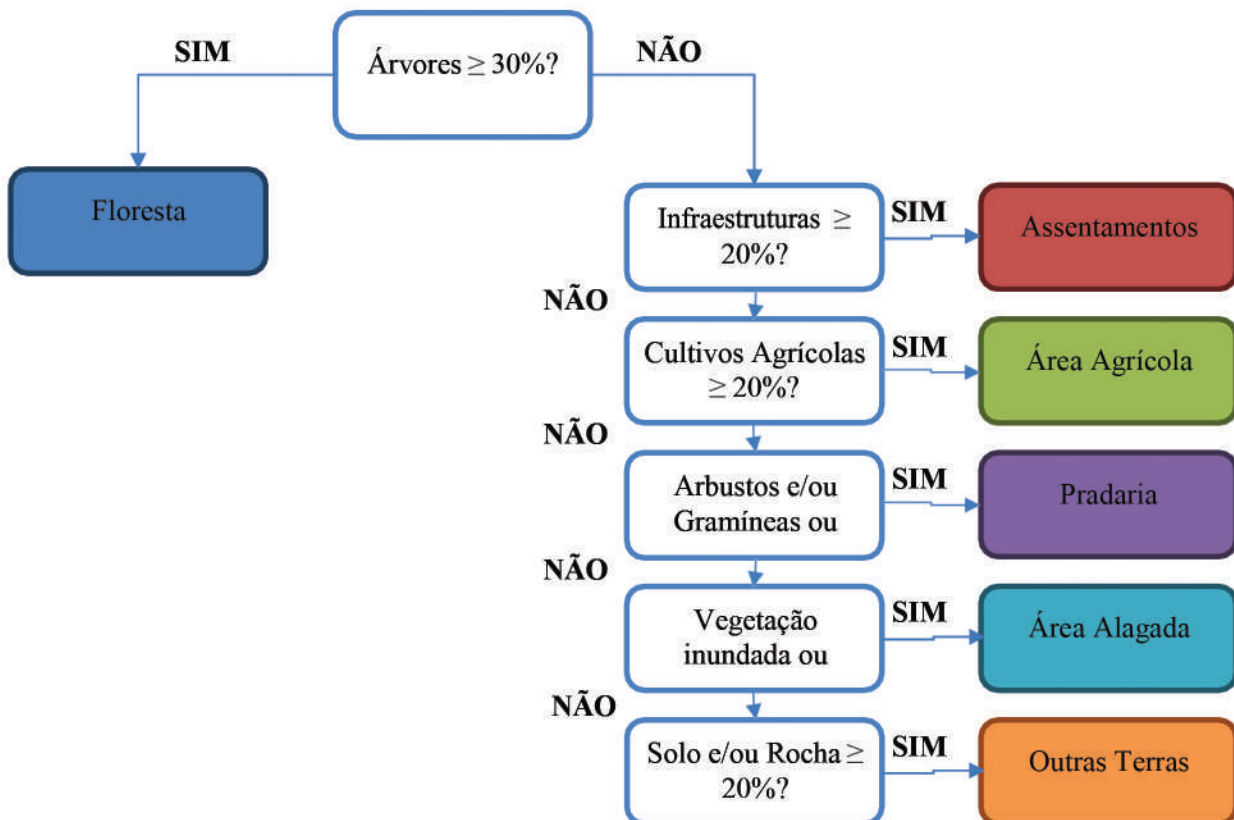 SIM
Árvores ≥ 30%?
NÃO
Floresta
Infraestruturas ≥
20%?
SIM
Assentamentos
NÃO
Cultivos Agrícolas
≥ 20%?
SIM
Área Agrícola
NÃO
Arbustos e/ou
Gramíneas ou
SIM
Pradaria
NÃO
Vegetação
inundada ou
SIM
Área Alagada
NÃO
Solo e/ou Rocha ≥
20%?
SIM
Outras Terras